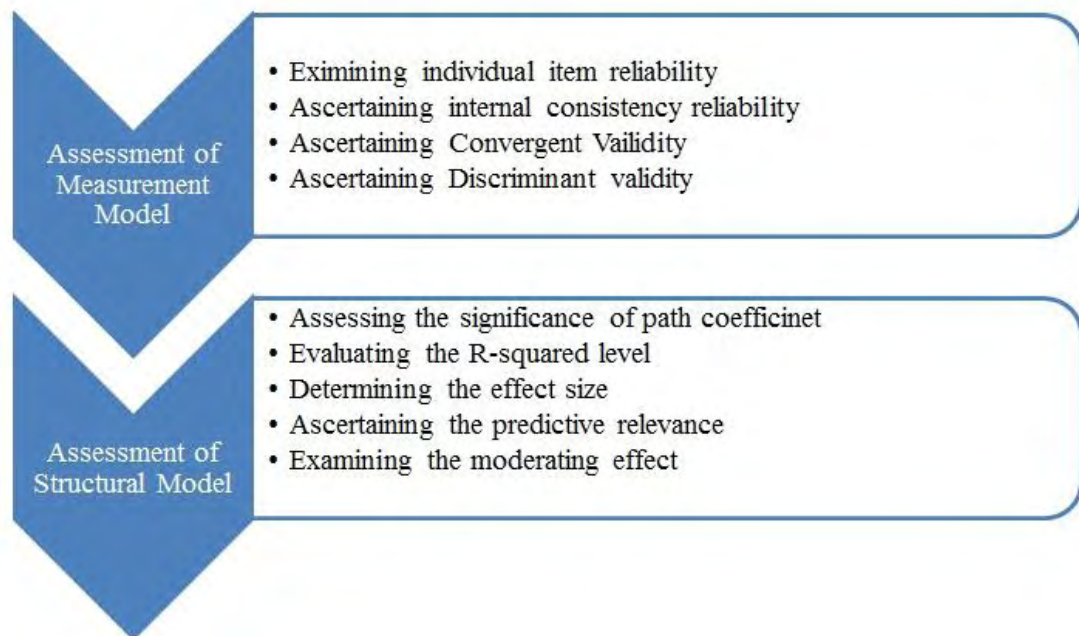 Assessment of
Measurement
Model
• Eximining individual item reliability
• Ascertaining internal consistency reliability
• Ascertaining Convergent Vailidity
• Ascertaining Discriminant validity
Assessment of
Structural Model
• Assessing the significance of path coefficinet
• Evaluating the R-squared level
• Determining the effect size
• Ascertaining the predictive relevance
• Examining the moderating effect